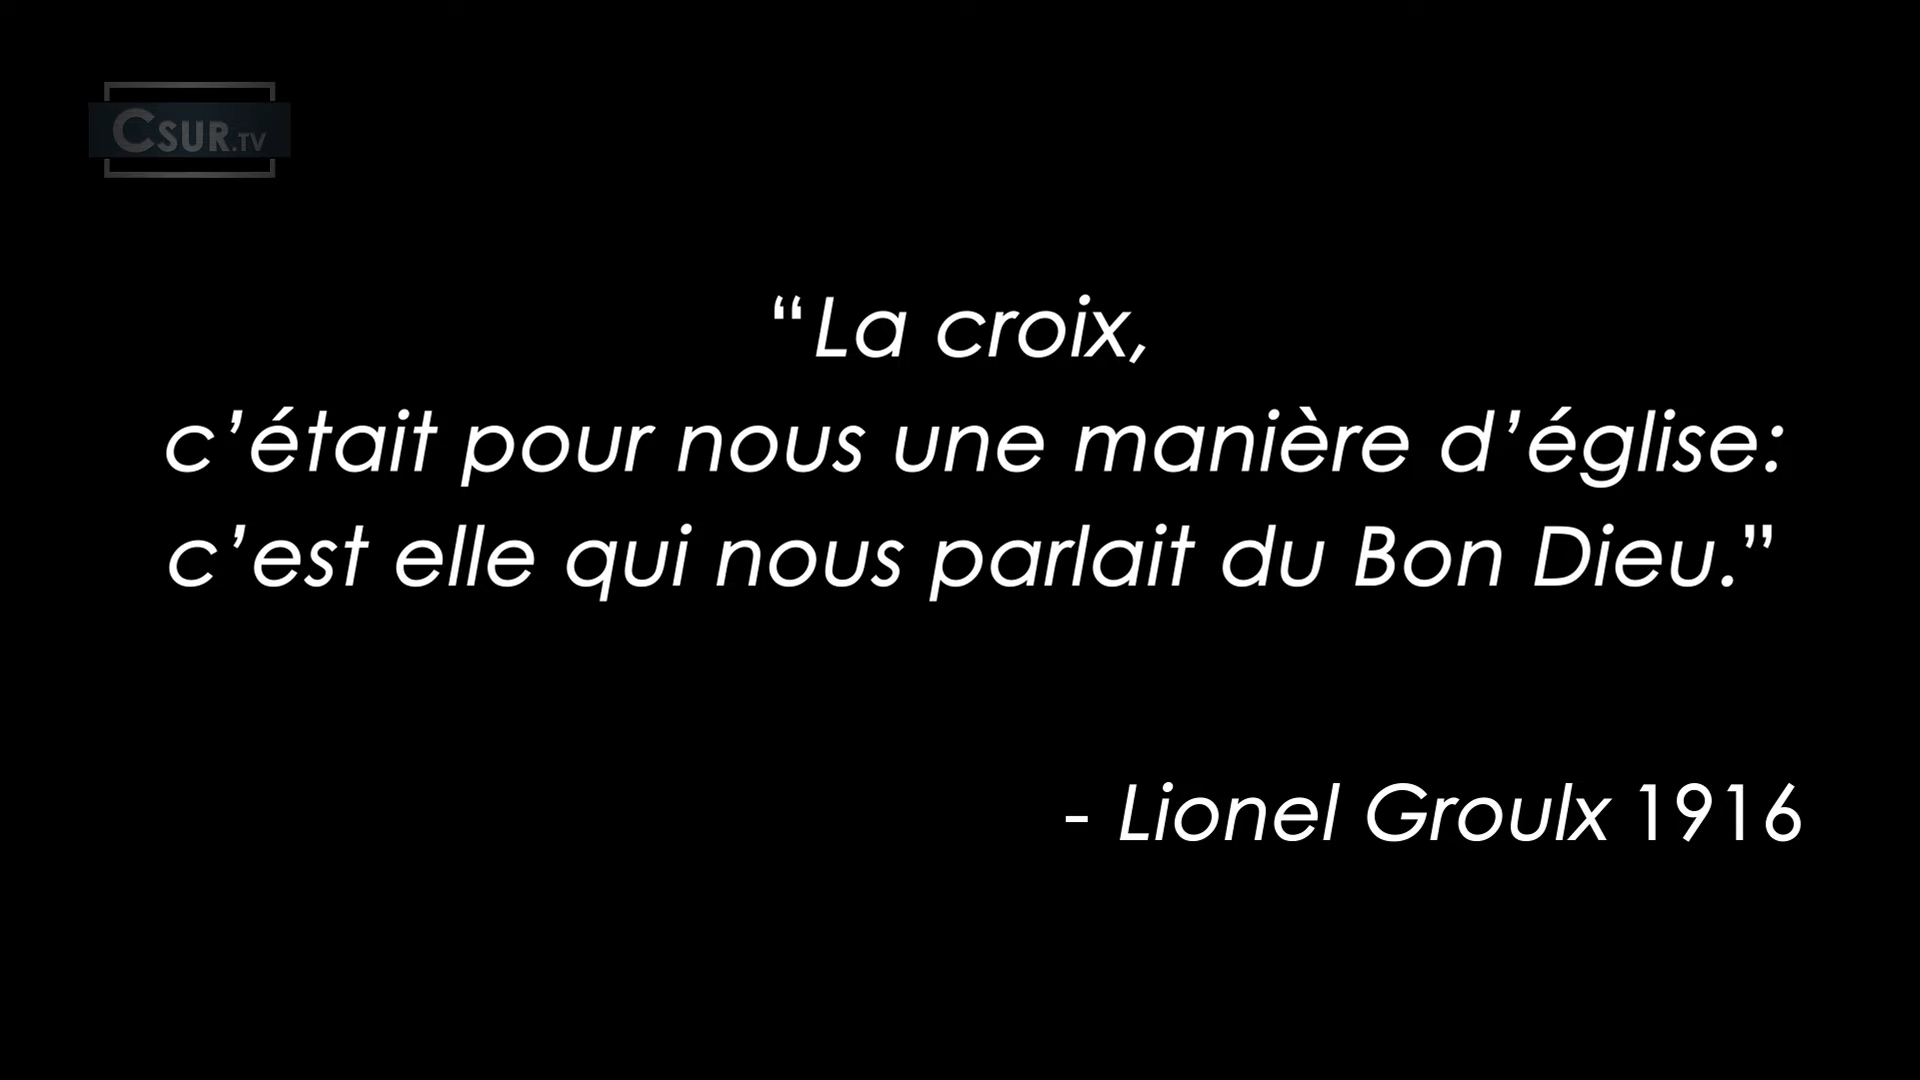 CSUR.TV
“La croix,
c’était pour nous une manière d’église:
c’est elle qui nous parlait du Bon Dieu.”
- Lionel Groulx 1916